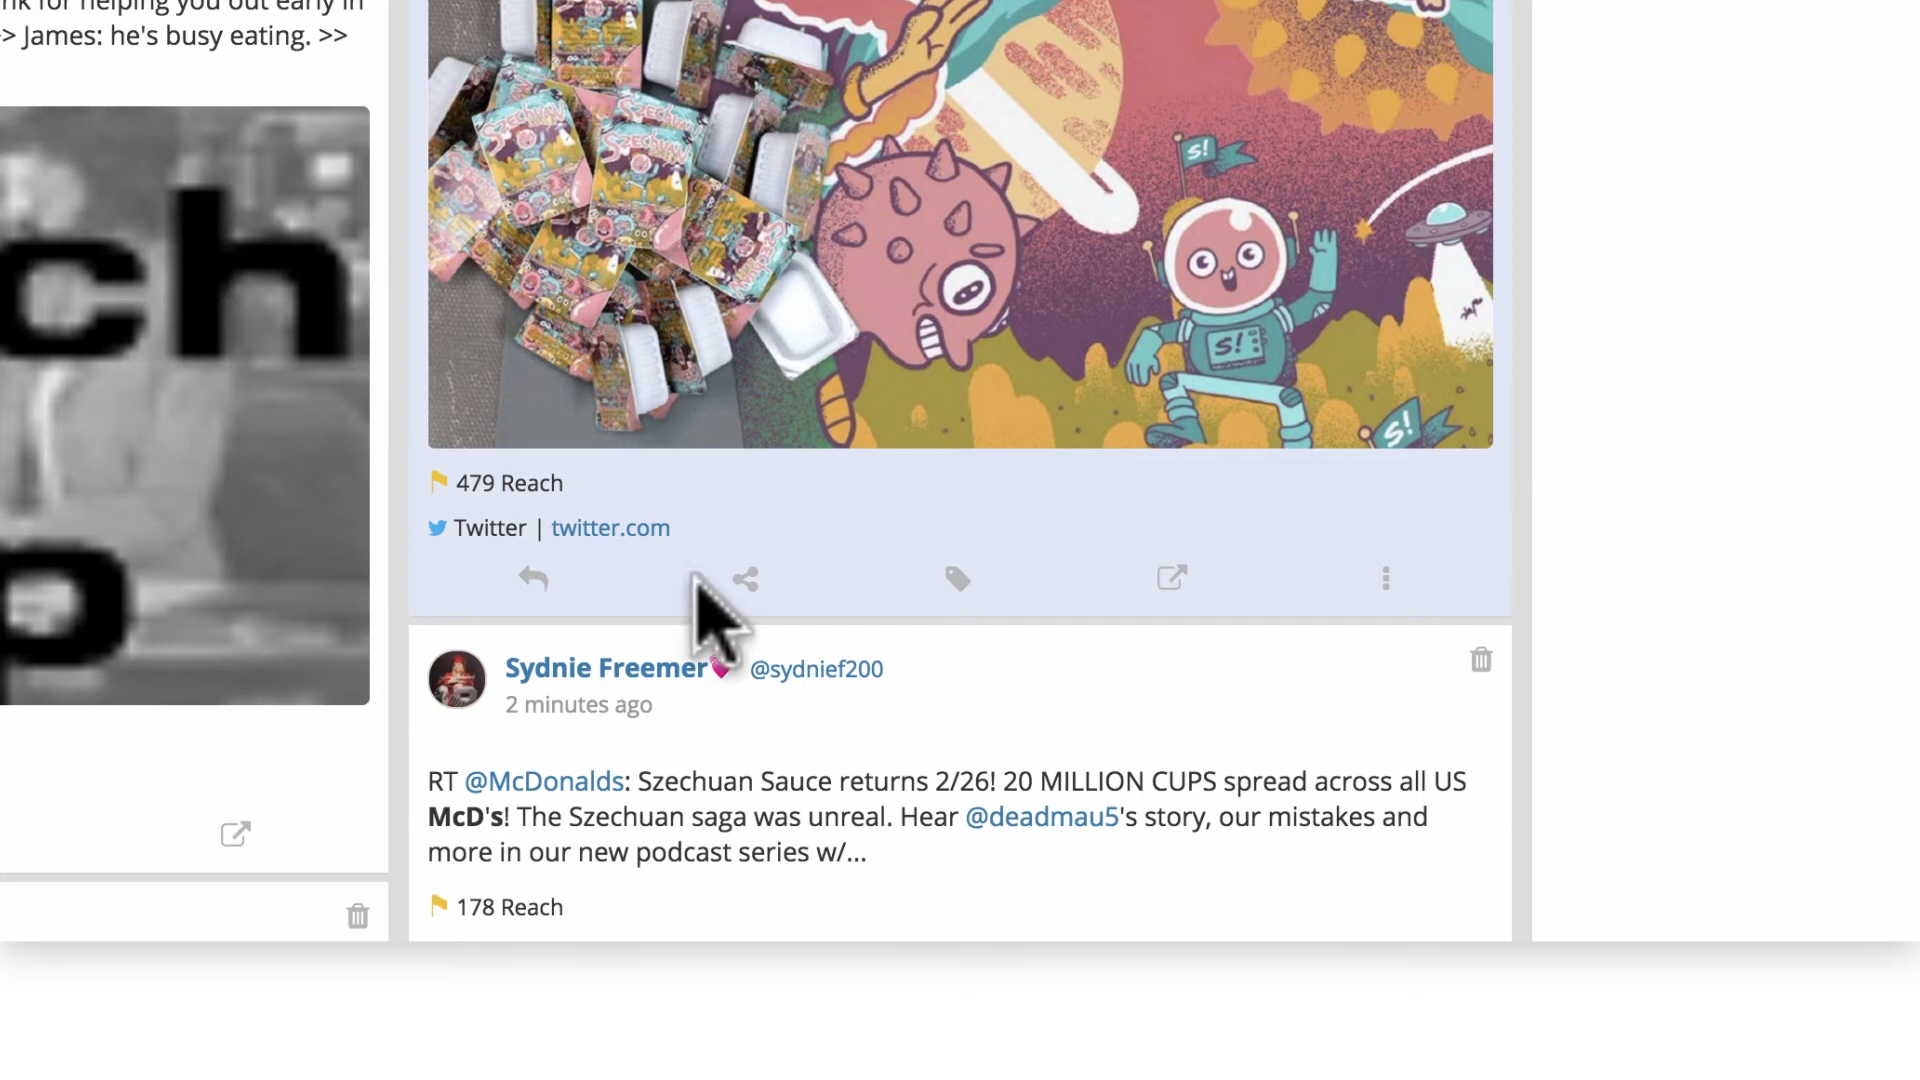 nk for helping you out early in
> James: he's busy eating. >>
ch
p
SZECHUAN
SZECHUAN
S!
S!
S!
479 Reach
Twitter | twitter.com
Sydnie Freemer @sydnief200
2 minutes ago
RT @McDonalds: Szechuan Sauce returns 2/26! 20 MILLION CUPS spread across all US
McD's! The Szechuan saga was unreal. Hear @deadmau5's story, our mistakes and
more in our new podcast series w/...
178 Reach